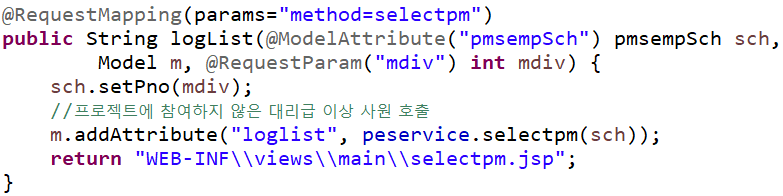 @RequestMapping(params="method=selectpm")
public String logList(@ModelAttribute("pmsempSch") pmsempSch sch,
Model m, @RequestParam("mdiv") int mdiv) {
sch.setPno(mdiv);
//프로젝트에 참여하지 않은 대리급 이상 사원 호출
m.addAttribute("loglist", peservice.selectpm(sch));
return "WEB-INF\\views\\main\\selectpm.jsp";
}